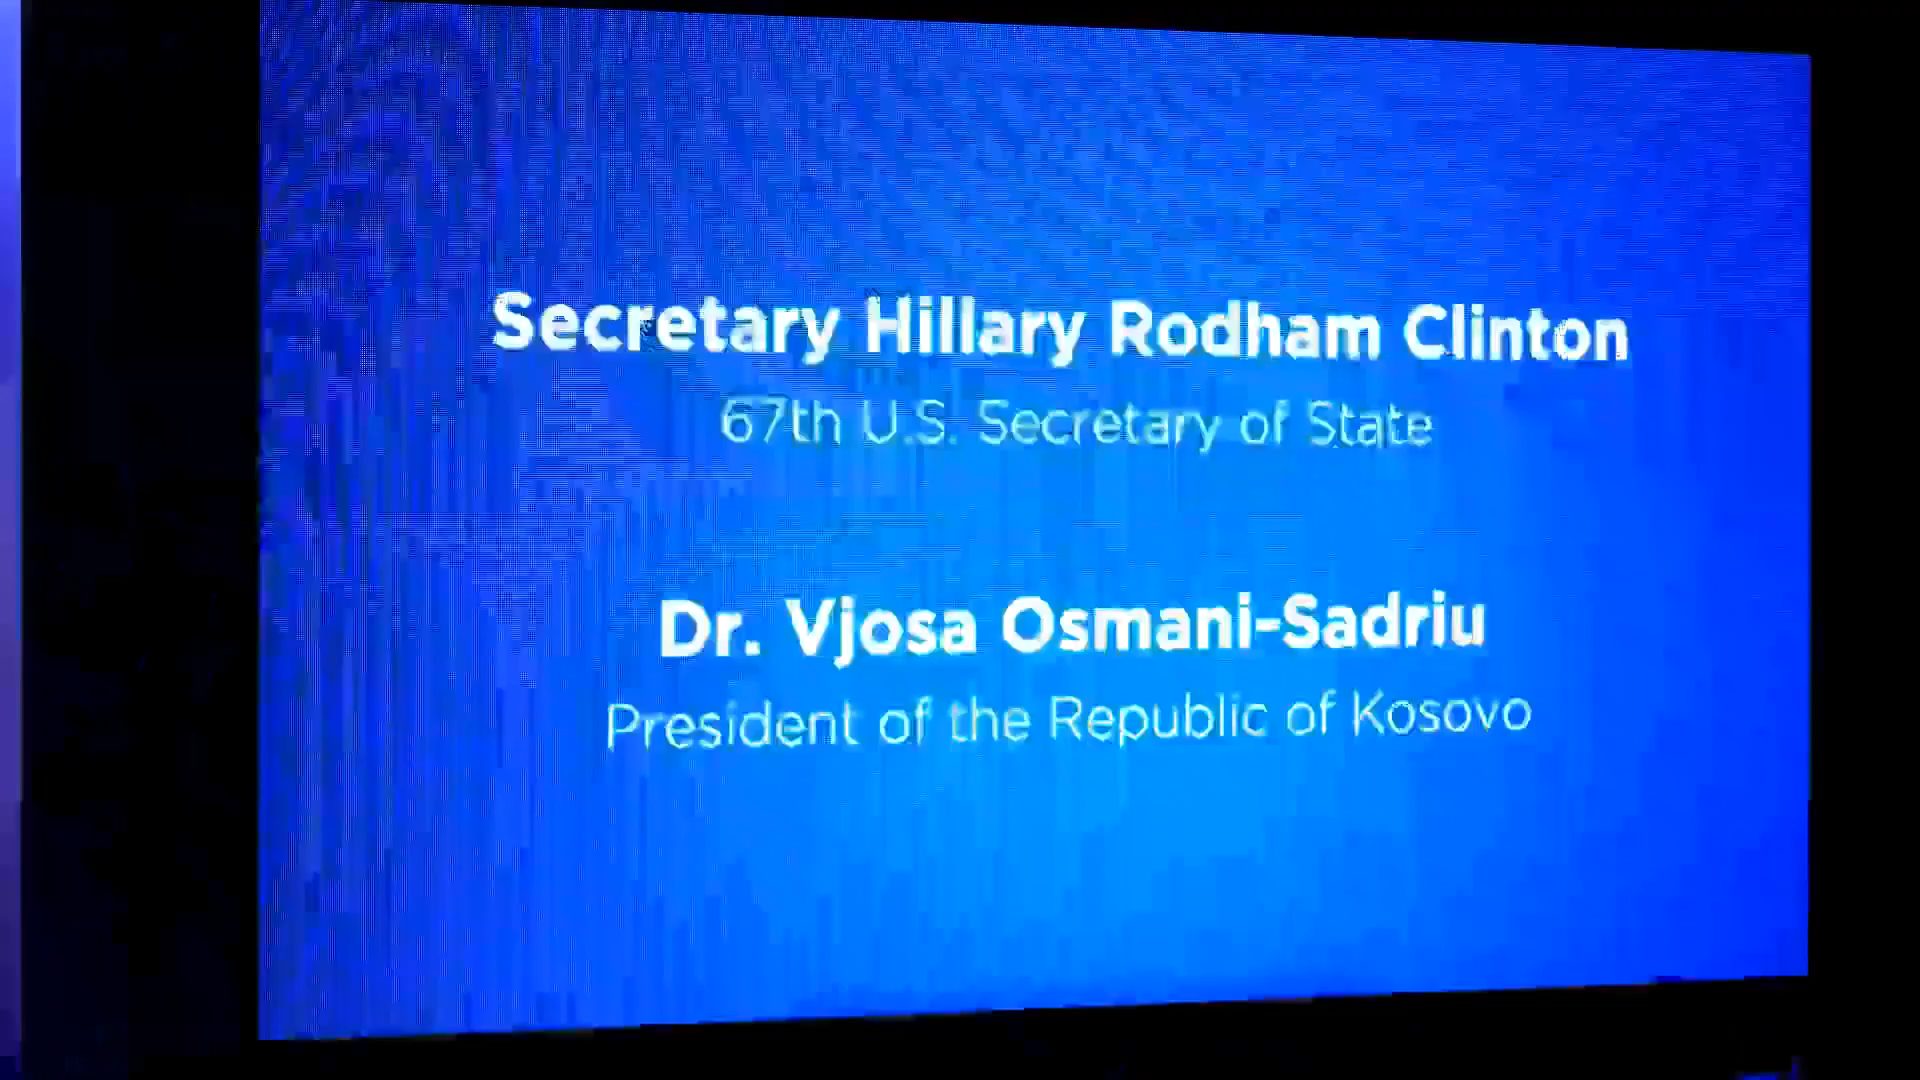 Secretary Hillary Rodham Clinton
67th U.S. Secretary of State
Dr. Vjosa Osmani-Sadriu
President of the Republic of Kosovo